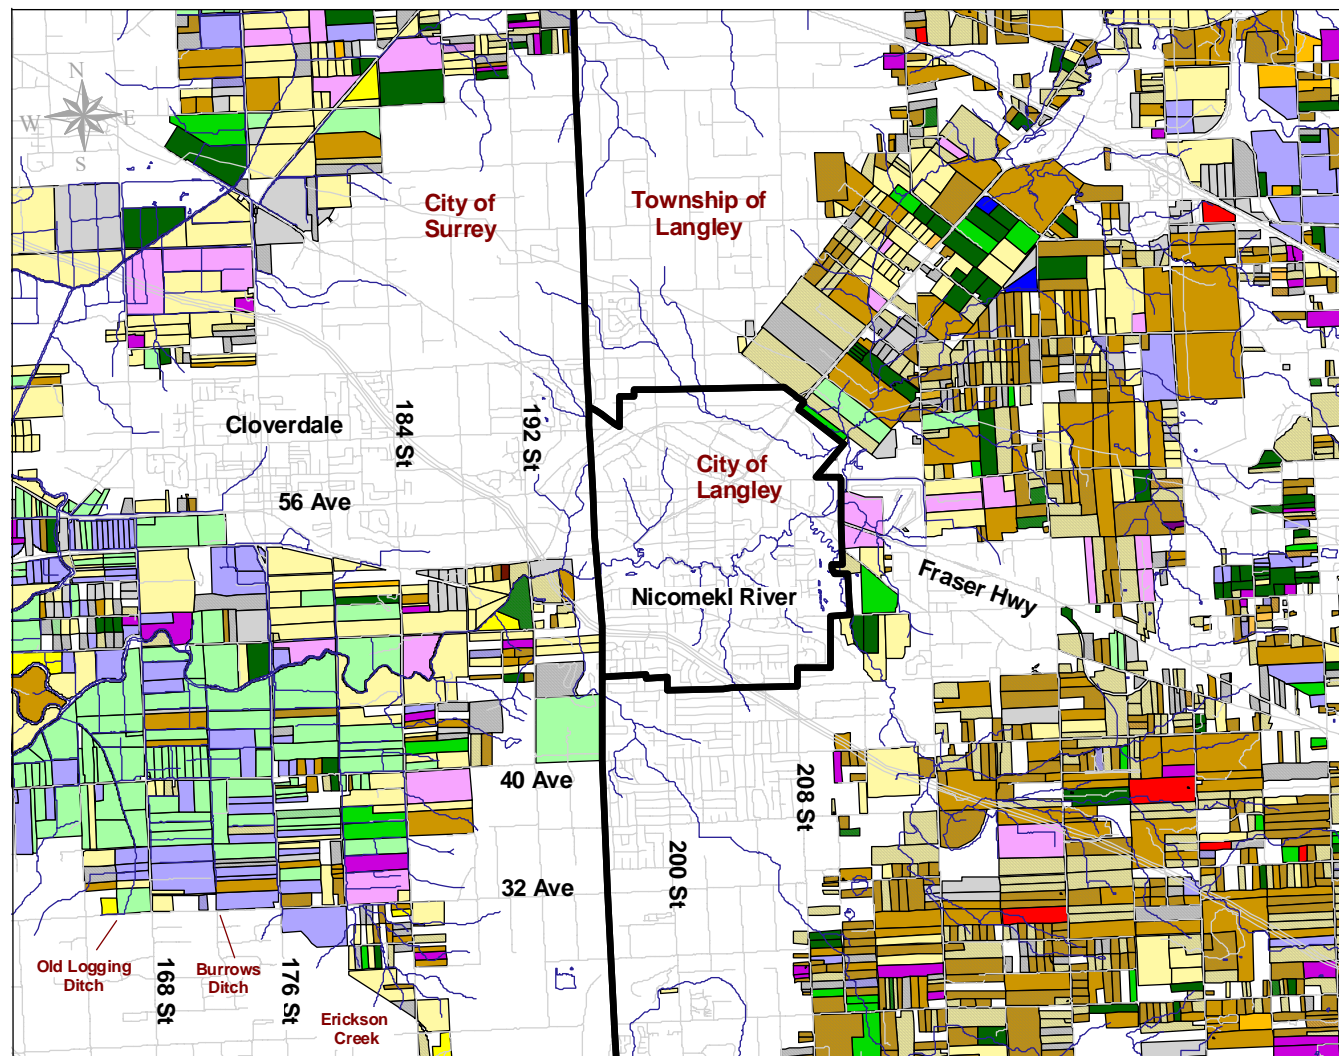 N
W
E
S
City of
Surrey
Township of
Langley
Cloverdale
184 St
192 St
56 Ave
City of
Langley
Nicomekl River
Fraser Hwy
40 Ave
208 St
200 St
32 Ave
Old Logging
Ditch
168 St
Burrows
Ditch
176 St
Erickson
Creek